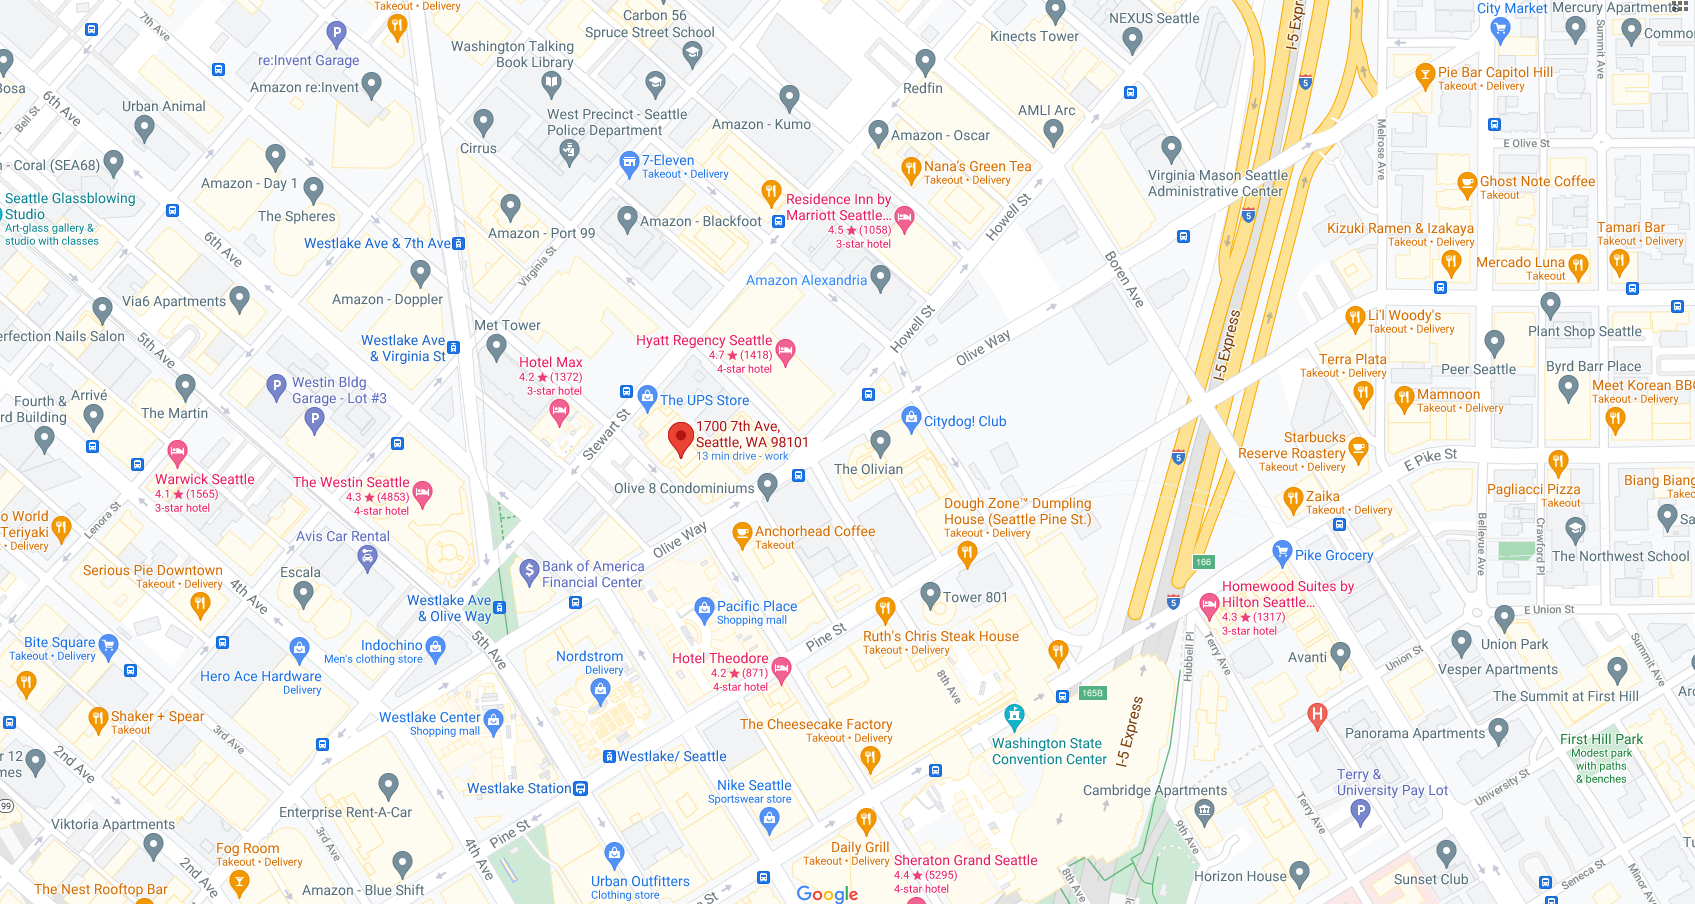 Takeout • Delivery
7th Ave
re:Invent Garage
Amazon re:Invent
Urban Animal
6th Ave
Bell St
Bosa
Carbon 56
Spruce Street School
Washington Talking
Book Library
West Precinct - Seattle
Police Department
Cirrus
Amazon - Kumo
Redfin
Kinects Tower
NEXUS Seattle
AMLI Arc
Amazon - Oscar
I-5 Expr
City Market
Mercury Apartments
Common
Summit Ave
Pie Bar Capitol Hill
Takeout • Delivery
Melrose Ave
E Olive St
- Coral (SEA68)
Amazon - Day 1
The Spheres
Seattle Glassblowing
Studio
Art-glass gallery &
studio with classes
6th Ave
Westlake Ave & 7th Ave
7-Eleven
Takeout • Delivery
Nana's Green Tea
Takeout • Delivery
Residence Inn by
Marriott Seattle...
4.5 ★ (1058)
3-star hotel
Amazon - Blackfoot
Amazon - Port 99
Virginia St
Howell St
Virginia Mason Seattle
Administrative Center
5
5
Ghost Note Coffee
Takeout
Kizuki Ramen & Izakaya
Takeout • Delivery
Tamari Bar
Takeout • Delivery
Mercado Luna
Takeout
Boren Ave
Amazon Alexandria
Amazon - Doppler
Via6 Apartments
erfection Nails Salon
5th Ave
Met Tower
Westlake Ave
& Virginia St
Hyatt Regency Seattle
4.7 ★ (1418)
4-star hotel
Hotel Max
4.2 ★ (1372)
3-star hotel
Howell St
Olive Way
I-5 Express
Li'l Woody's
Takeout • Delivery
Plant Shop Seattle
Terra Plata
Takeout • Delivery
Peer Seattle
Byrd Barr Place
Meet Korean BBQ
Takeout • Delivery
Mamnoon
Takeout • Delivery
Arrivé
Fourth &
rd Building
The Martin
Westin Bldg
Garage - Lot #3
The UPS Store
Stewart St
1700 7th Ave,
Seattle, WA 98101
13 min drive - work
Citydog! Club
The Olivian
Olive 8 Condominiums
5
Starbucks
Reserve Roastery
Takeout • Delivery
E Pike St
Pagliacci Pizza
Takeout • Delivery
Biang Biang
Takeo
Warwick Seattle
4.1 ★ (1565)
3-star hotel
The Westin Seattle
4.3 ★ (4853)
4-star hotel
Lenora St
o World
Teriyaki
• Delivery
Avis Car Rental
Olive Way
Anchorhead Coffee
Takeout
Dough Zone™ Dumpling
House (Seattle Pine St.)
Takeout • Delivery
Zaika
Takeout • Delivery
Bellevue Ave
Crawford Pl
Sa
The Northwest School
Serious Pie Downtown
Takeout • Delivery
Escala
4th Ave
Bank of America
Financial Center
Westlake Ave
& Olive Way
Pacific Place
Shopping mall
Tower 801
166
5
Pike Grocery
Homewood Suites by
Hilton Seattle...
4.3 ★ (1317)
3-star hotel
E Union St
Union Park
Bite Square
Takeout • Delivery
Indochino
Men's clothing store
5th Ave
Hero Ace Hardware
Delivery
Nordstrom
Delivery
Pine St
Ruth's Chris Steak House
Takeout • Delivery
Hotel Theodore
4.2 ★ (871)
4-star hotel
8th Ave
165B
Hubbell Pl
Terry Ave
Avanti
Union St
Vesper Apartments
Summit Ave
The Summit at First Hill
Arc
Shaker + Spear
Takeout
3rd Ave
Westlake Center
Shopping mall
The Cheesecake Factory
Takeout • Delivery
Washington State
Convention Center
I-5 Express
H
Panorama Apartments
First Hill Park
Modest park
with paths
& benches
r 12
mes
2nd Ave
Westlake/ Seattle
Westlake Station
Nike Seattle
Sportswear store
Cambridge Apartments
Terry &
University Pay Lot
University St
99
Enterprise Rent-A-Car
Viktoria Apartments
3rd Ave
Pine St
4th Ave
Terry Ave
9th Ave
Fog Room
Takeout • Delivery
2nd Ave
The Nest Rooftop Bar
Amazon - Blue Shift
Urban Outfitters
Clothing store
Daily Grill
Takeout • Delivery
Sheraton Grand Seattle
4.4 ★ (5295)
4-star hotel
Google
8th Ave
Hubbell Pl
Horizon House
Sunset Club
Seneca St
Minor Ave